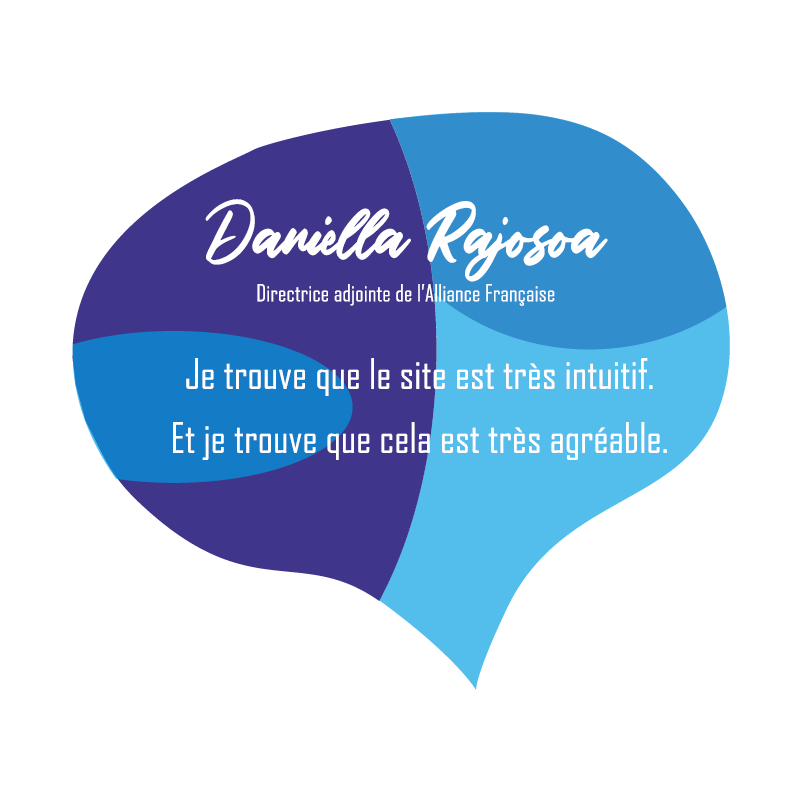 Daniella Rajosoa
Directrice adjointe de l'Alliance Française
Je trouve que le site est très intuitif.
Et je trouve que cela est très agréable.